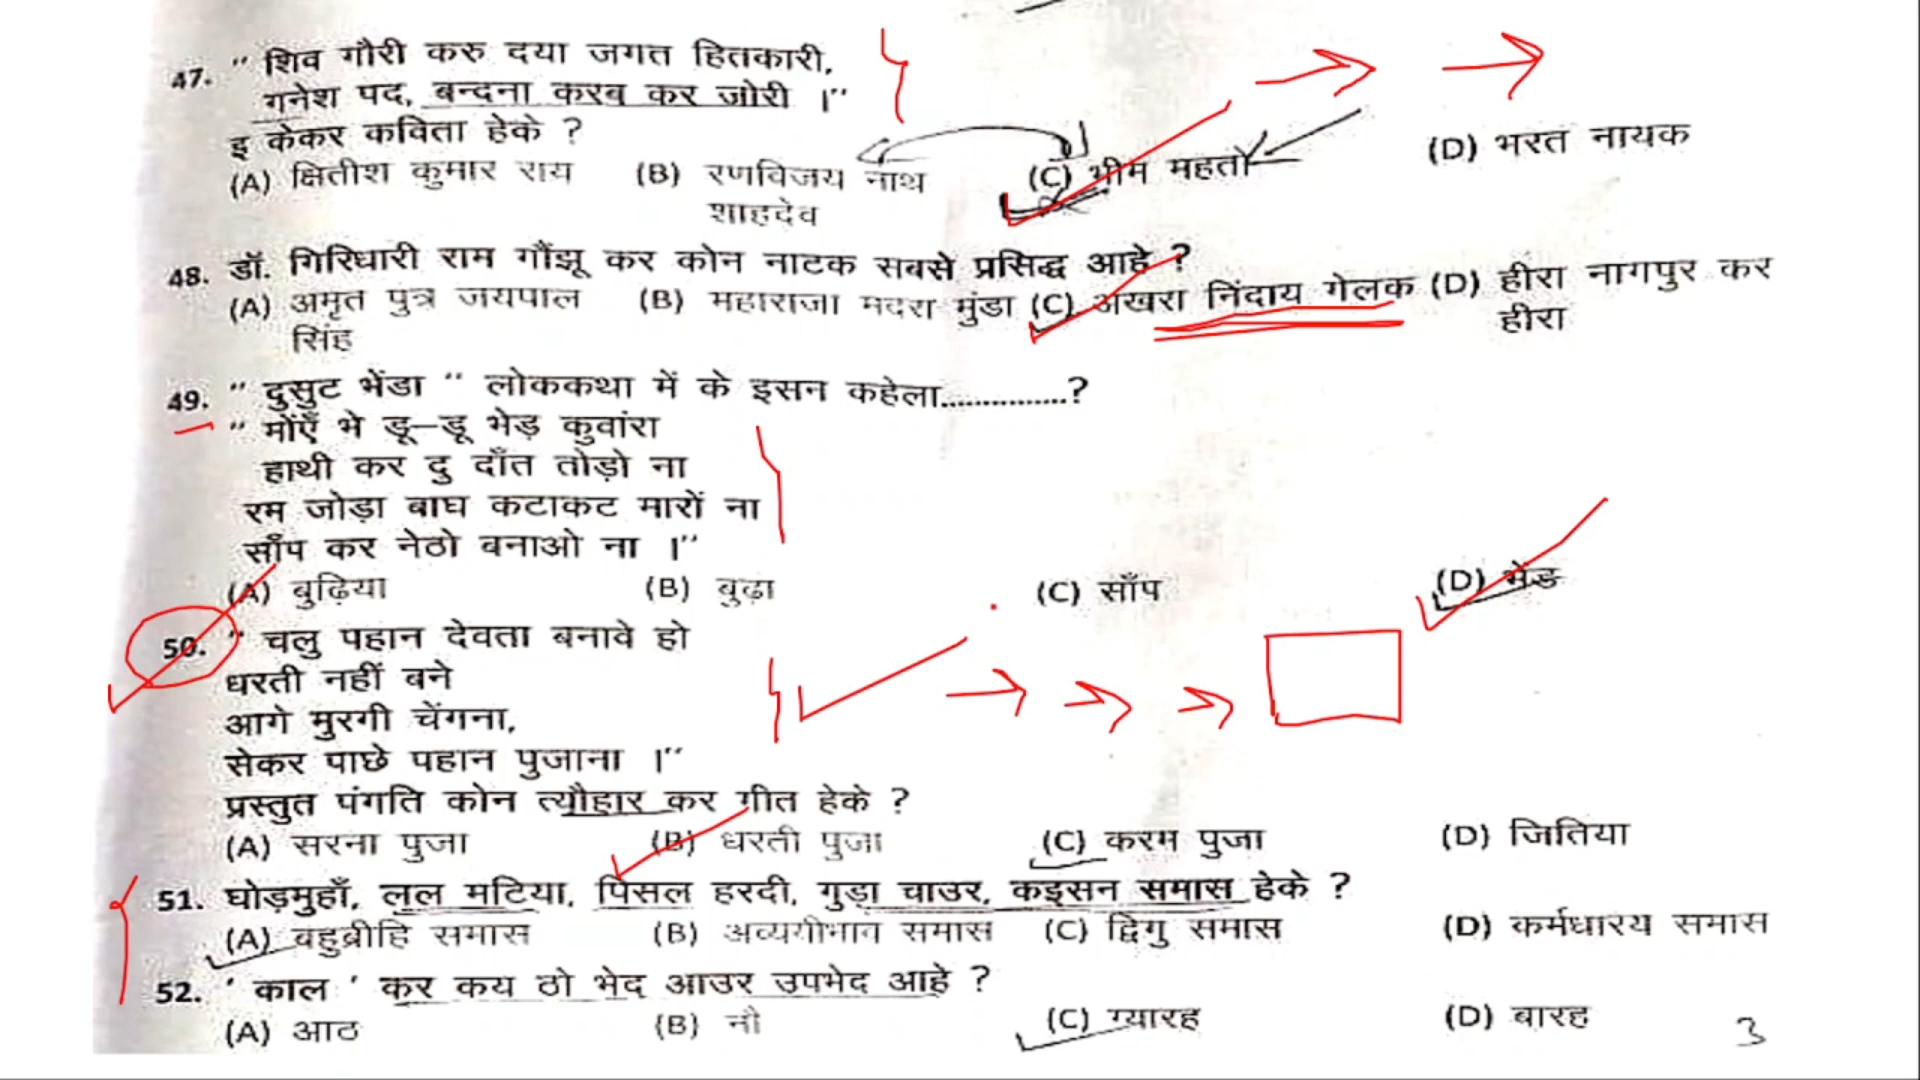 47. " शिव गौरी करु दया जगत हितकारी,
गनेश पद, बन्दना करब कर जोरी ।"
इ केकर कविता हेके ?
(A) क्षितीश कुमार राय (B) रणविजय नाथ शाहदेव (C) भीम महतो (D) भरत नायक
48. डॉ. गिरिधारी राम गौंझू कर कोन नाटक सबसे प्रसिद्ध आहे ?
(A) अमृत पुत्र जयपाल सिंह (B) महाराजा मदरा मुंडा (C) अखरा निंदाय गेलक (D) हीरा नागपुर कर हीरा
49. " दुसुट भेंडा " लोककथा में के इसन कहेला..............?
" मोंएँ भे डू–डू भेड़ कुवांरा
हाथी कर दु दाँत तोड़ो ना
रम जोड़ा बाघ कटाकट मारों ना
साँप कर नेठो बनाओ ना ।"
(A) बुढ़िया (B) बुढ़ा (C) साँप (D) भेंड
50. " चलु पहान देवता बनावे हो
धरती नहीं बने
आगे मुरगी चेंगना,
सेकर पाछे पहान पुजाना ।"
प्रस्तुत पंगति कोन त्यौहार कर गीत हेके ?
(A) सरना पुजा (B) धरती पुजा (C) करम पुजा (D) जितिया
51. घोड़मुहाँ, लल मटिया, पिसल हरदी, गुड़ा चाउर, कइसन समास हेके ?
(A) बहुब्रीहि समास (B) अव्ययीभाव समास (C) द्विगु समास (D) कर्मधारय समास
52. ' काल ' कर कय ठो भेद आउर उपभेद आहे ?
(A) आठ (B) नौ (C) ग्यारह (D) बारह
3